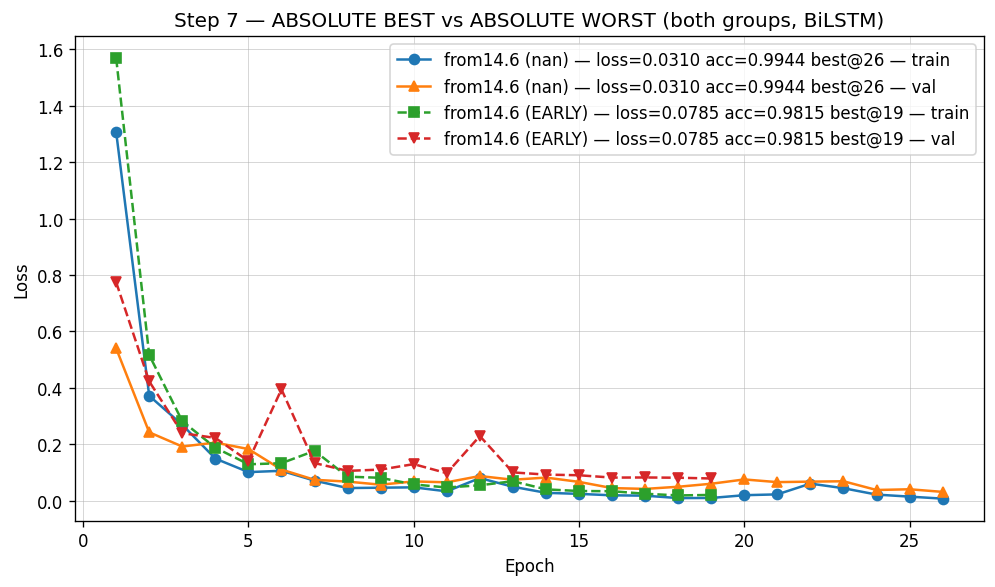 Step 7 — ABSOLUTE BEST vs ABSOLUTE WORST (both groups, BiLSTM)
from14.6 (nan) — loss=0.0310 acc=0.9944 best@26 — train
from14.6 (nan) — loss=0.0310 acc=0.9944 best@26 — val
from14.6 (EARLY) — loss=0.0785 acc=0.9815 best@19 — train
from14.6 (EARLY) — loss=0.0785 acc=0.9815 best@19 — val
Loss
1.6
1.4
1.2
1.0
0.8
0.6
0.4
0.2
0.0
0 5 10 15 20 25
Epoch